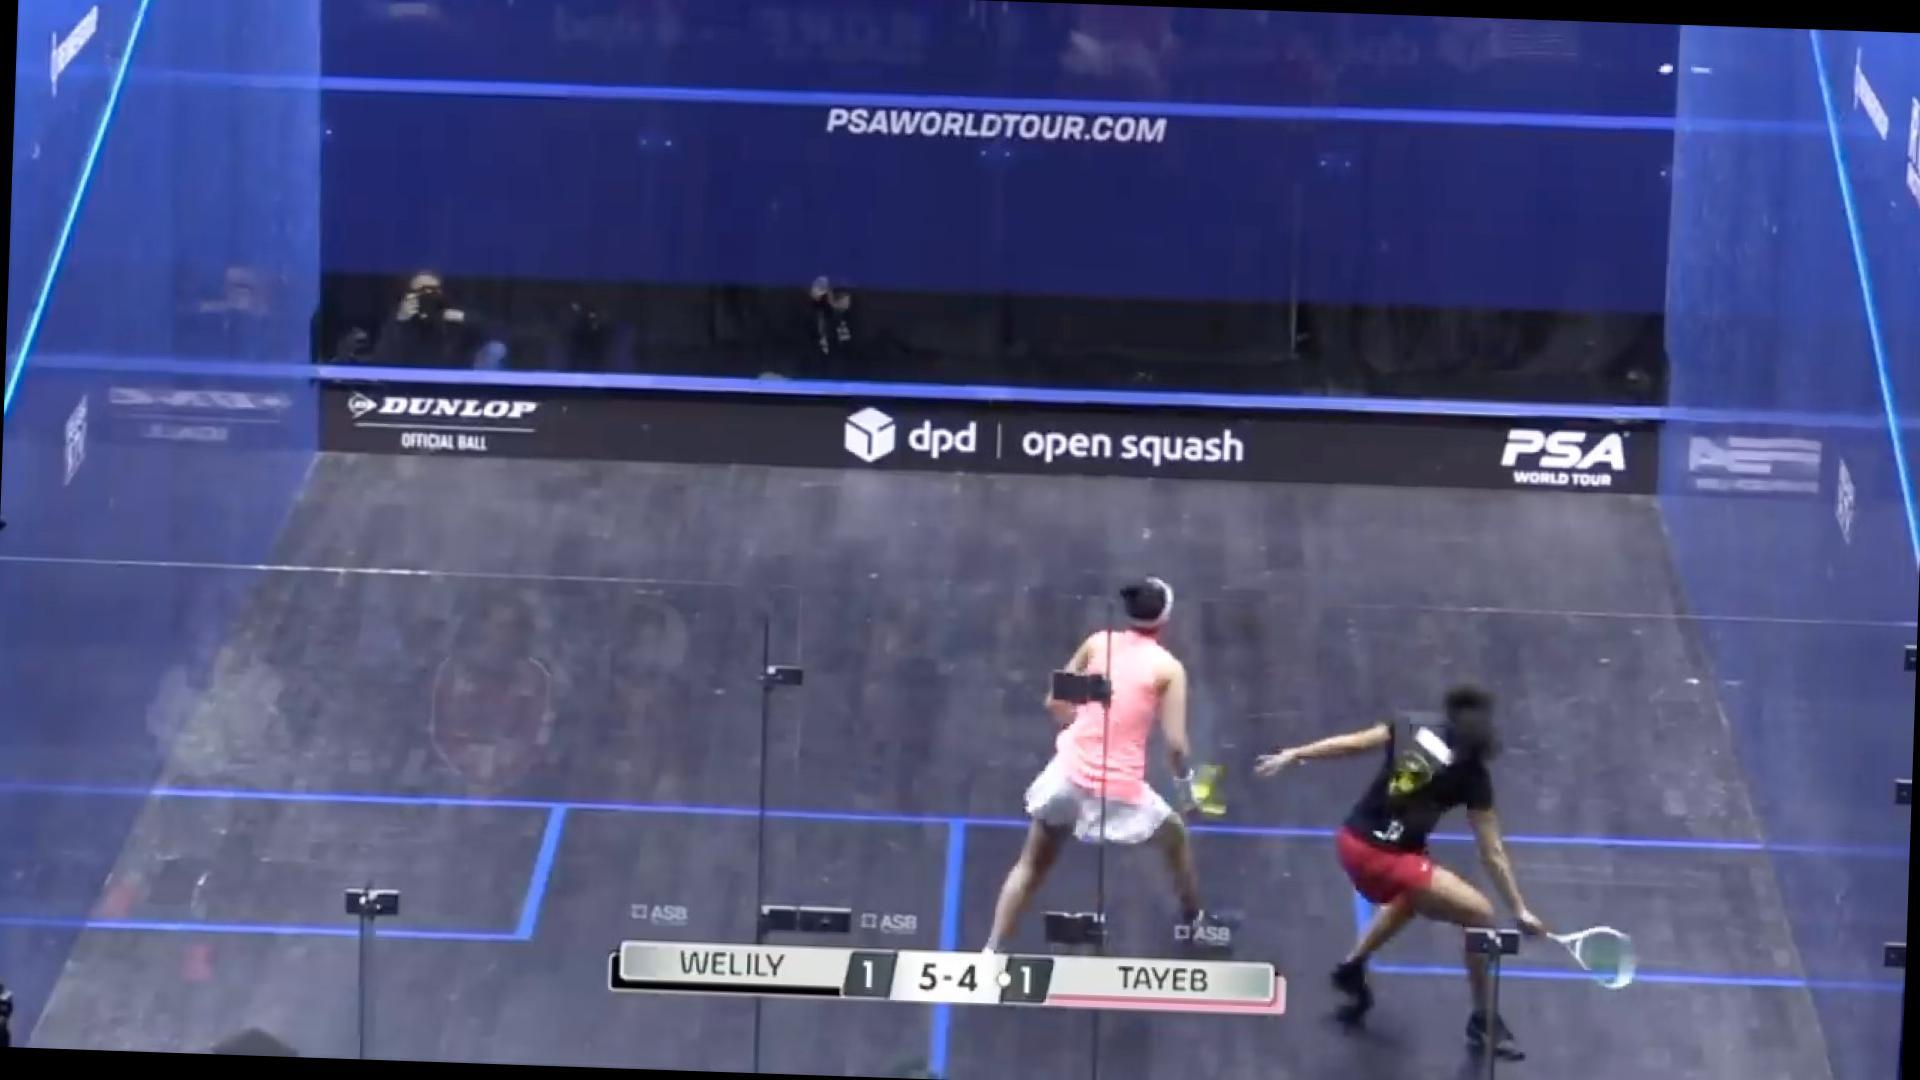 PSAWORLDTOUR.COM
DUNLOP
OFFICIAL BALL
dpd | open squash
PSA
WORLD TOUR
ASB
ASB
ASB
WELILY 1 5-4 1 TAYEB